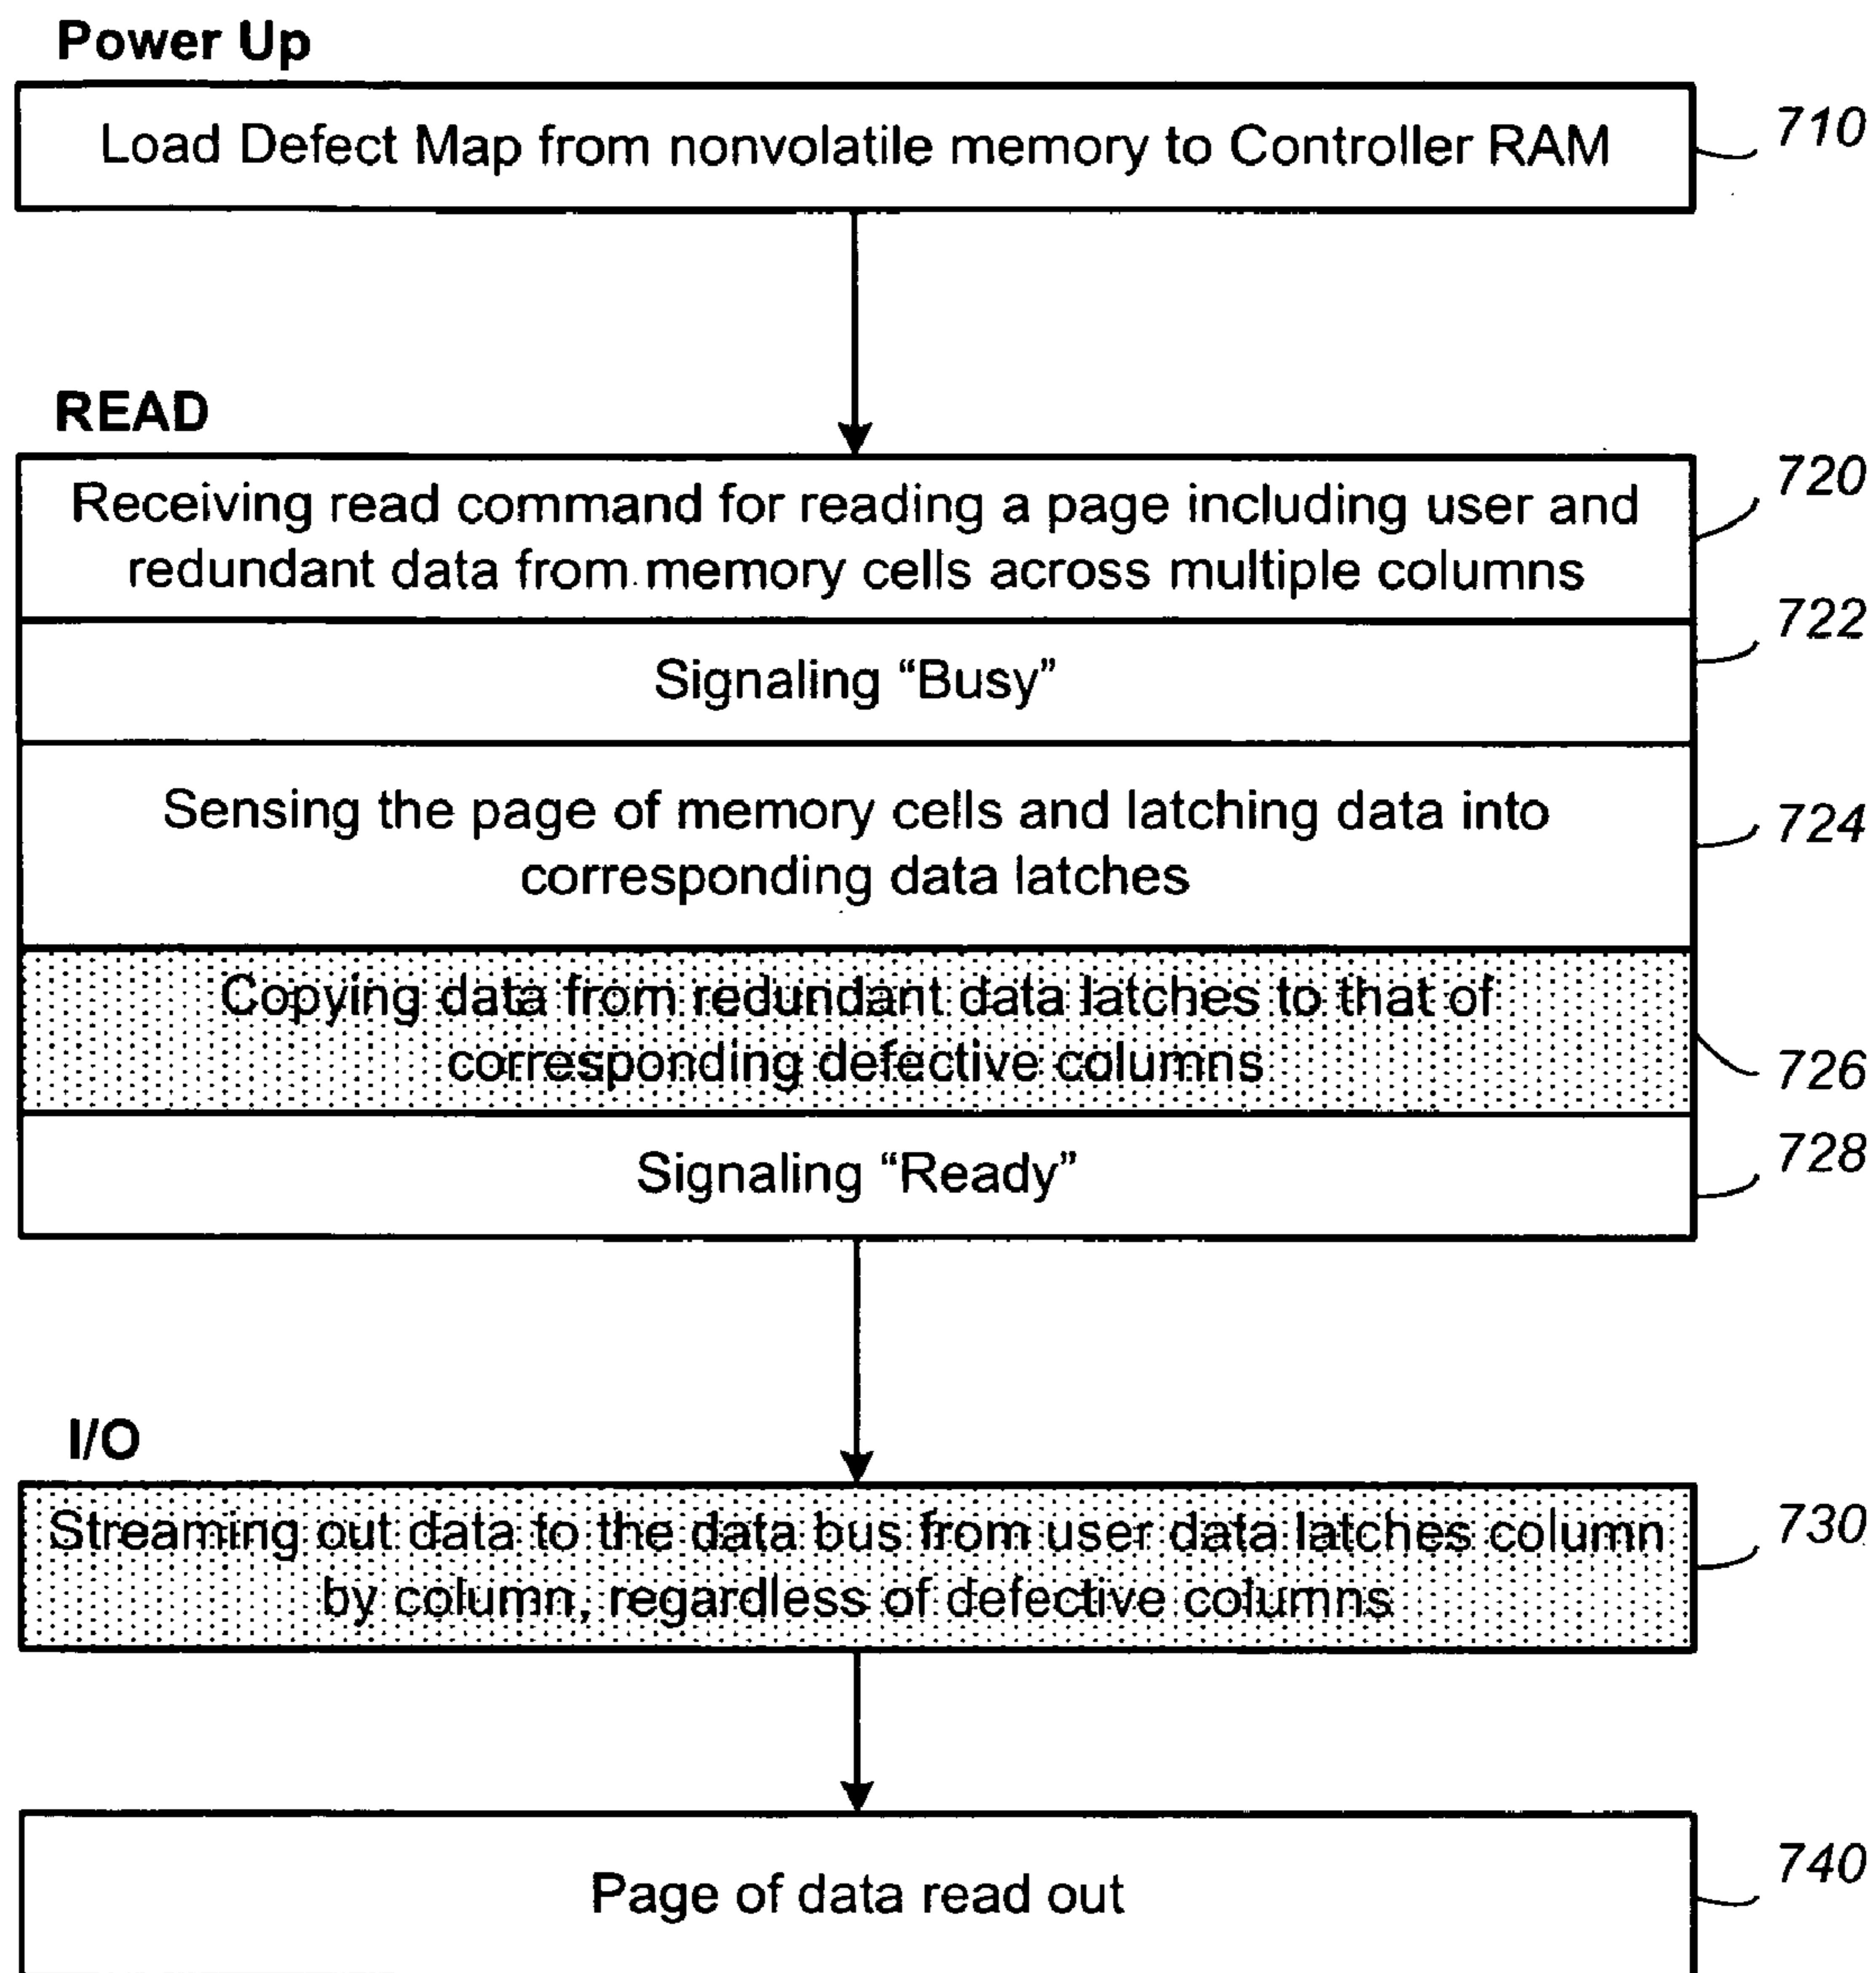 Power Up
Load Defect Map from nonvolatile memory to Controller RAM
710
READ
Receiving read command for reading a page including user and
redundant data from memory cells across multiple columns
720
Signaling “Busy”
722
Sensing the page of memory cells and latching data into
corresponding data latches
724
Copying data from redundant data latches to that of
corresponding defective columns
726
Signaling “Ready”
728
I/O
Streaming out data to the data bus from user data latches column
by column, regardless of defective columns
730
Page of data read out
740